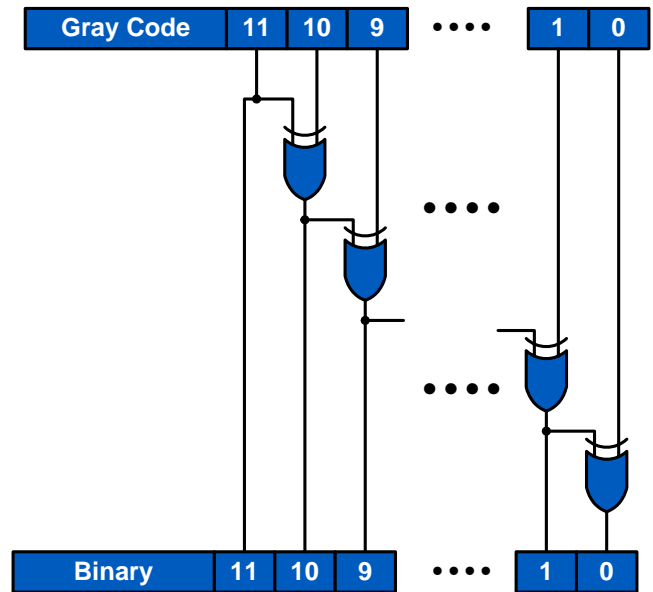 Gray Code 11 10 9 •••• 1 0
••••
••••
Binary 11 10 9 •••• 1 0